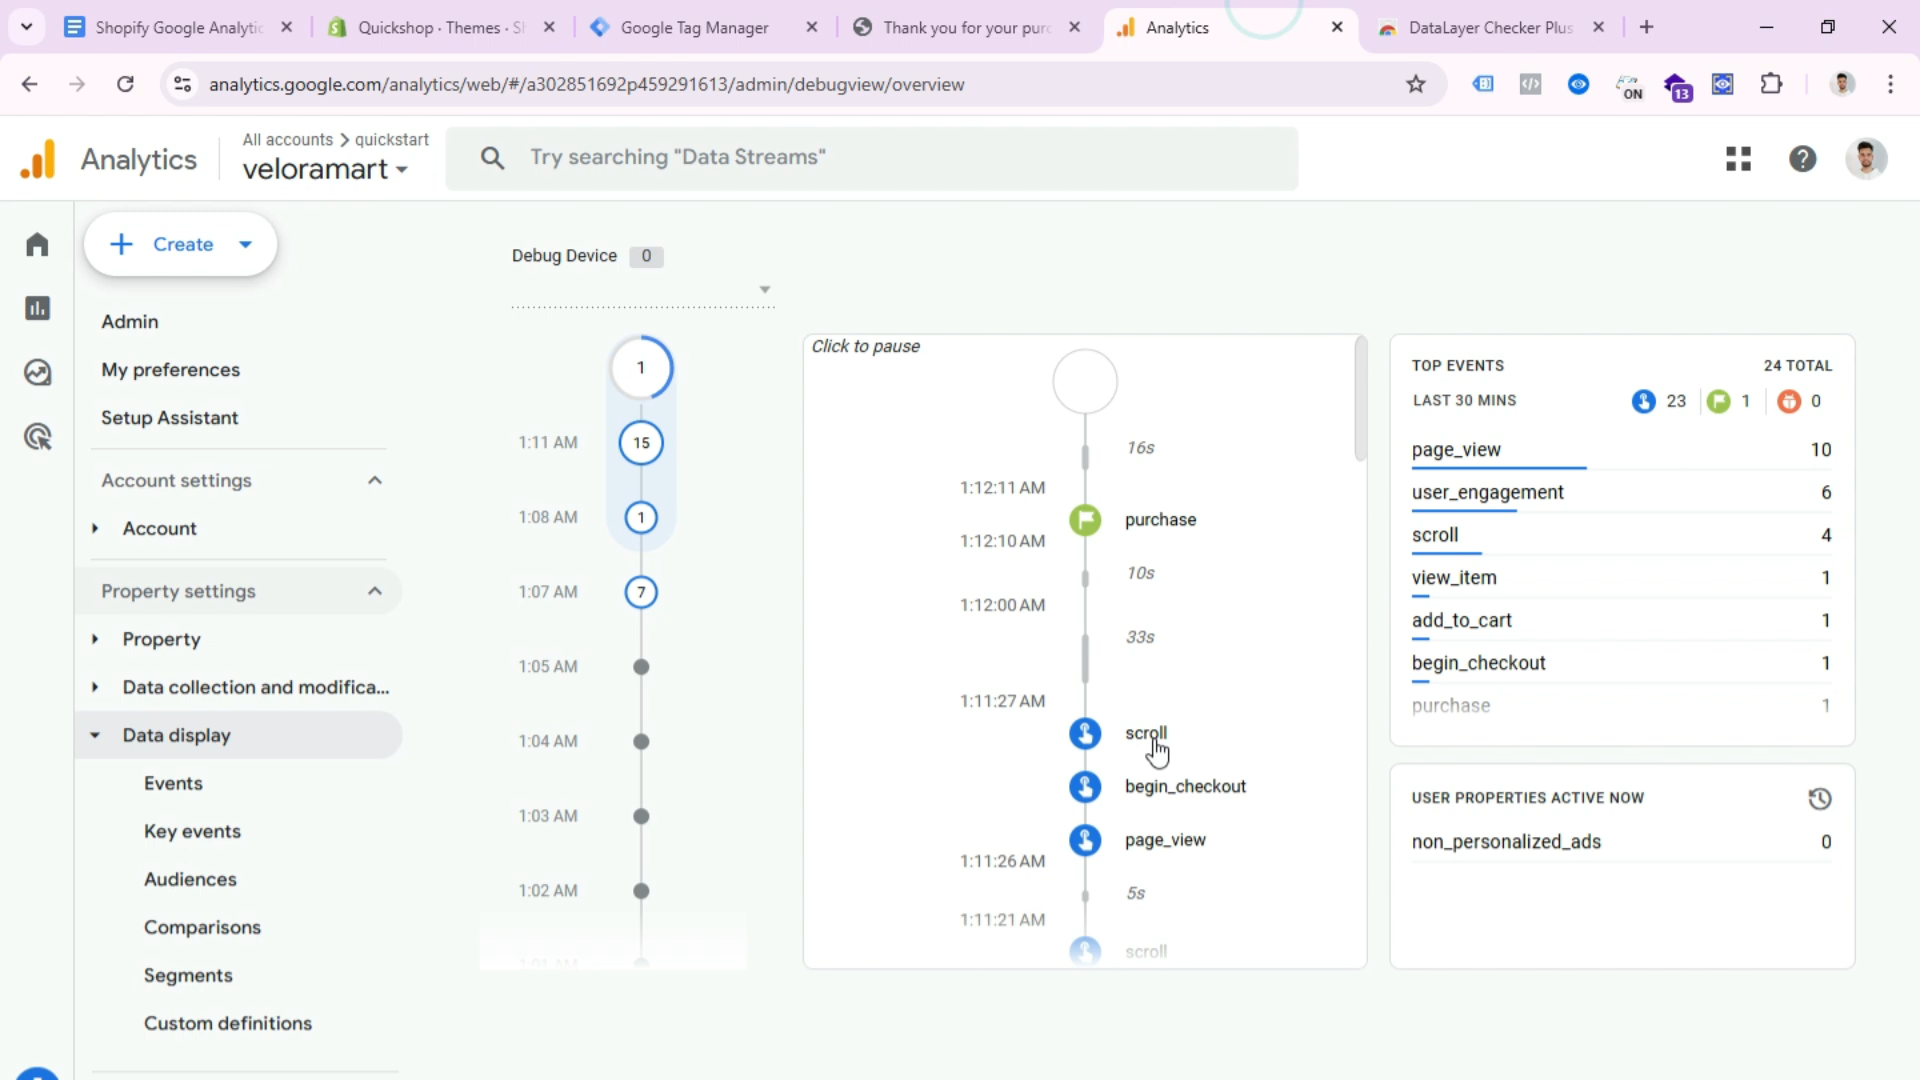 Shopify Google Analytic
Quickshop · Themes · Sh
Google Tag Manager
Thank you for your purc
Analytics
DataLayer Checker Plus
analytics.google.com/analytics/web/#/a302851692p459291613/admin/debugview/overview
ON
13
Analytics
All accounts > quickstart
veloramart
Try searching "Data Streams"
Create
Admin
My preferences
Setup Assistant
Account settings
Account
Property settings
Property
Data collection and modifica...
Data display
Events
Key events
Audiences
Comparisons
Segments
Custom definitions
Debug Device 0
1
1:11 AM 15
1:08 AM 1
1:07 AM 7
1:05 AM
1:04 AM
1:03 AM
1:02 AM
1:01 AM
Click to pause
16s
1:12:11 AM
purchase
1:12:10 AM
10s
1:12:00 AM
33s
1:11:27 AM
scroll
begin_checkout
page_view
1:11:26 AM
5s
1:11:21 AM
scroll
TOP EVENTS 24 TOTAL
LAST 30 MINS 23 1 0
page_view 10
user_engagement 6
scroll 4
view_item 1
add_to_cart 1
begin_checkout 1
purchase 1
USER PROPERTIES ACTIVE NOW
non_personalized_ads 0